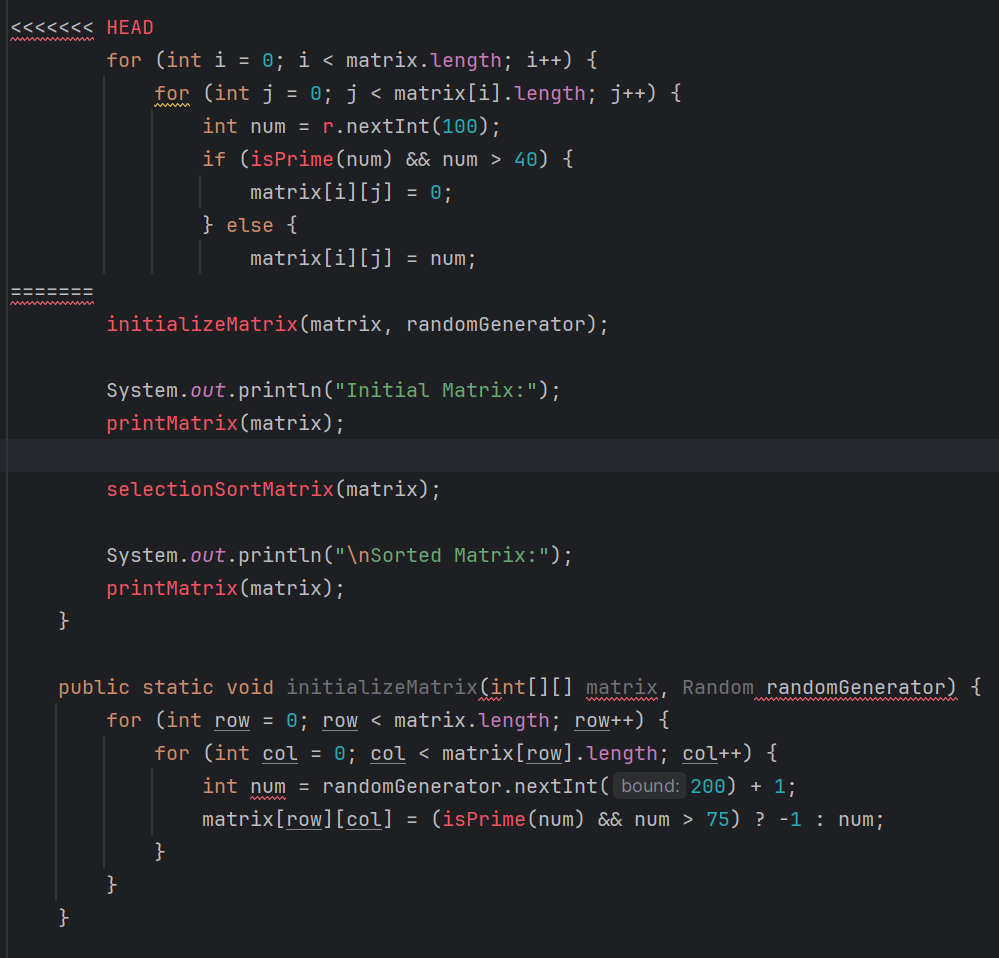 <<<<<<< HEAD
        for (int i = 0; i < matrix.length; i++) {
            for (int j = 0; j < matrix[i].length; j++) {
                int num = r.nextInt(100);
                if (isPrime(num) && num > 40) {
                    matrix[i][j] = 0;
                } else {
                    matrix[i][j] = num;
=======
        initializeMatrix(matrix, randomGenerator);
        System.out.println("Initial Matrix:");
        printMatrix(matrix);
        selectionSortMatrix(matrix);
        System.out.println("\nSorted Matrix:");
        printMatrix(matrix);
    }
    public static void initializeMatrix(int[][] matrix, Random randomGenerator) {
        for (int row = 0; row < matrix.length; row++) {
            for (int col = 0; col < matrix[row].length; col++) {
                int num = randomGenerator.nextInt( bound: 200) + 1;
                matrix[row][col] = (isPrime(num) && num > 75) ? -1 : num;
            }
        }
    }